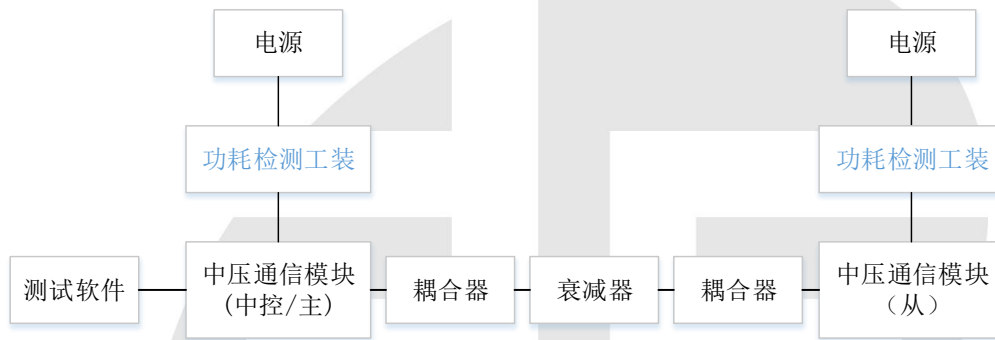 电源
电源
功耗检测工装
功耗检测工装
测试软件
中压通信模块
(中控/主)
耦合器
衰减器
耦合器
中压通信模块
（从）